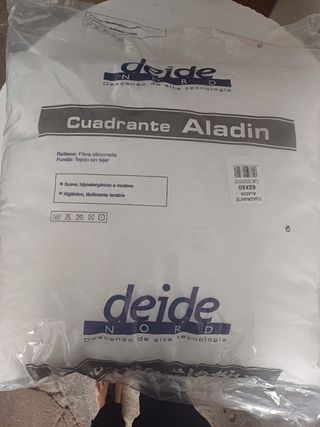 deide
NORD
Descanso de alta tecnología
Cuadrante Aladin
Relleno: Fibra siliconada
Funda: Tejido sin tejer
Suave, hipoalergénico e inodoro
Higiénico, fácilmente lavable
CUADRANTE
ALADIN
60X60
deide
NORD
Descanso de alta tecnología